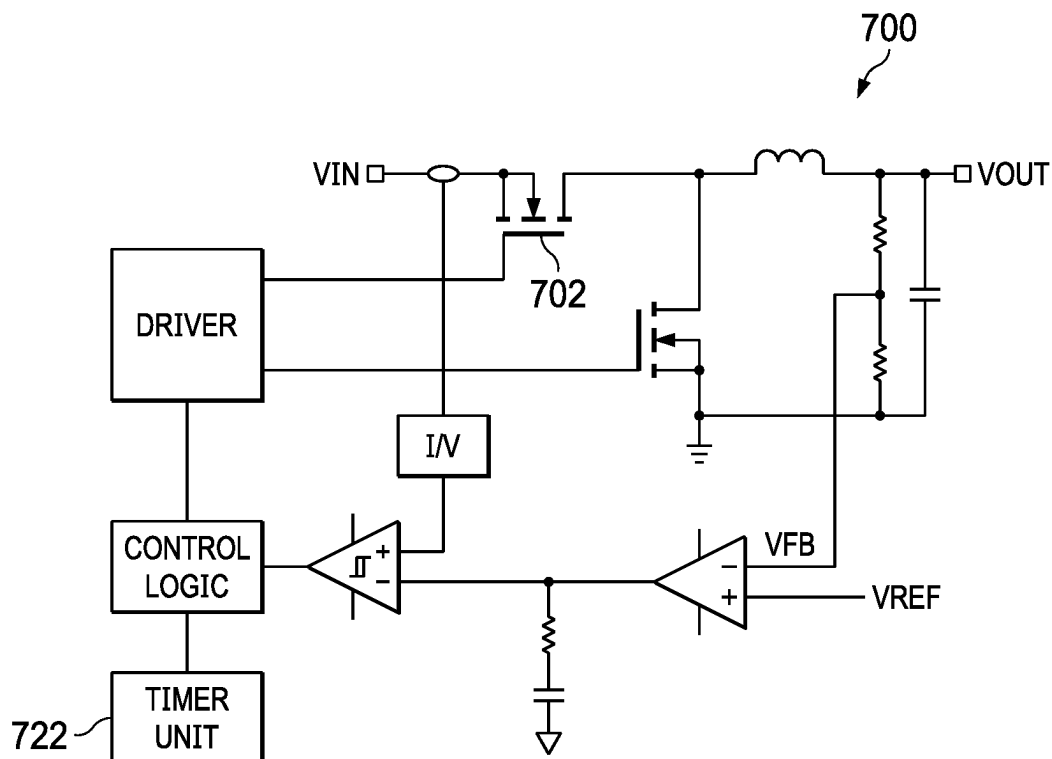 700
VIN
VOUT
702
DRIVER
I/V
CONTROL
LOGIC
+
-
VFB
-
+
VREF
TIMER
UNIT
722